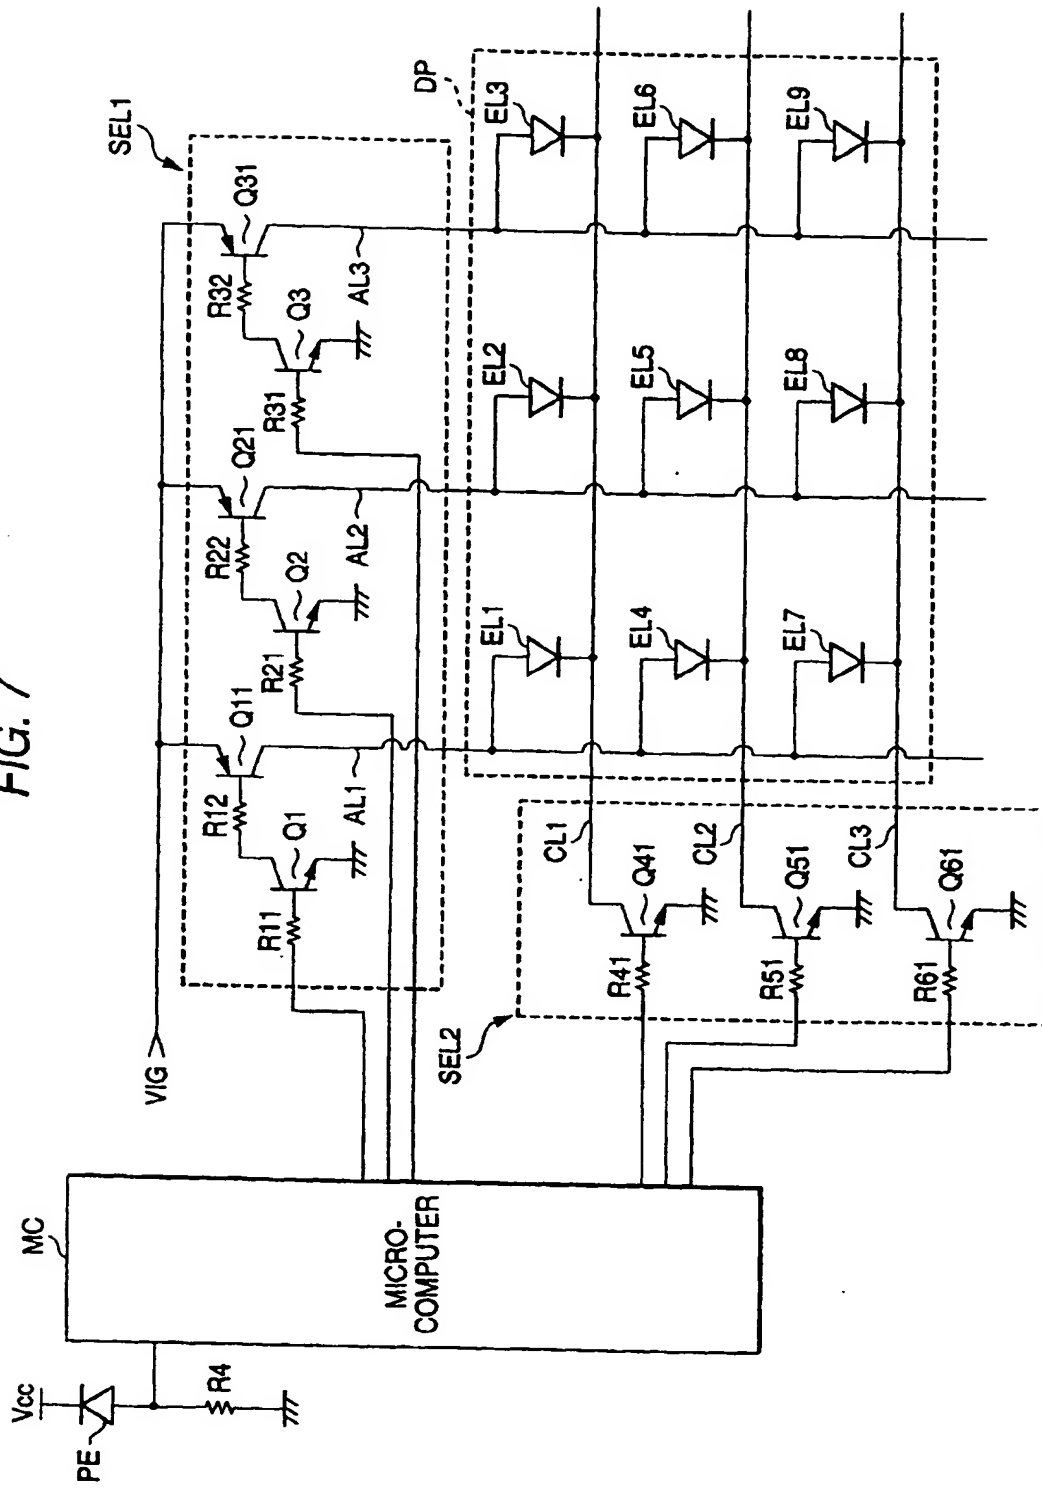 FIG. 7
SEL1
VIG
Q11
Q21
Q31
R12
R22
R32
Q1
Q2
Q3
R11
R21
R31
AL1
AL2
AL3
DP
EL1
EL2
EL3
EL4
EL5
EL6
EL7
EL8
EL9
CL1
CL2
CL3
SEL2
Q41
R41
Q51
R51
Q61
R61
MC
MICRO-
COMPUTER
Vcc
PE
R4